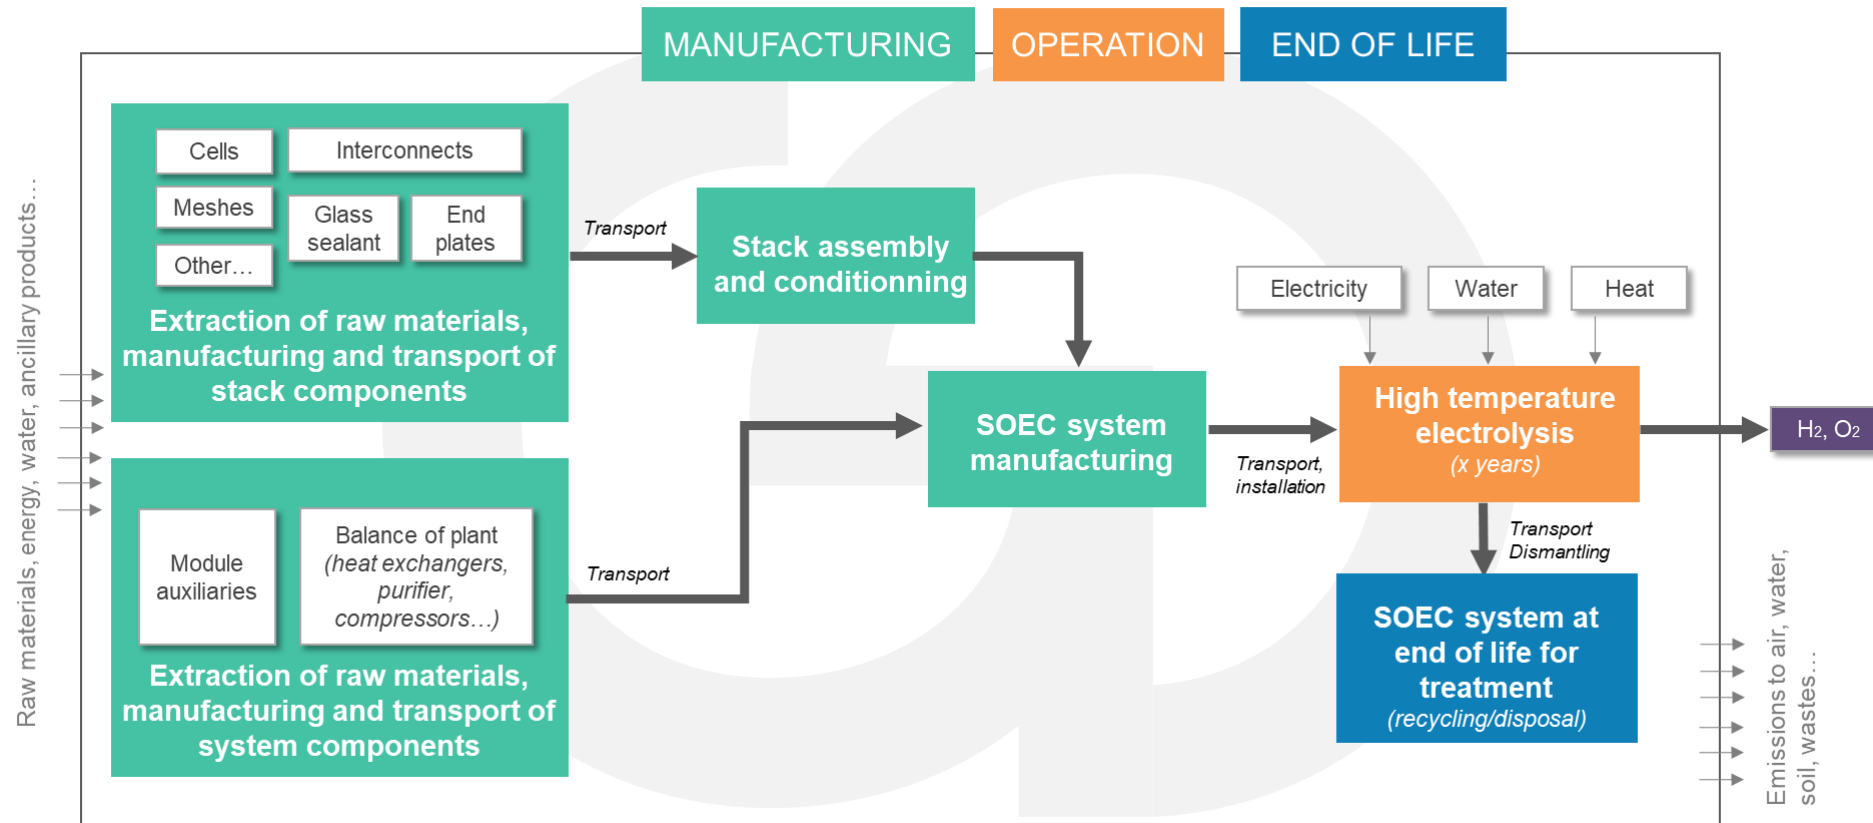 MANUFACTURING
OPERATION
END OF LIFE
Raw materials, energy, water, ancillary products…
Cells
Interconnects
Meshes
Glass
sealant
End
plates
Other…
Extraction of raw materials,
manufacturing and transport of
stack components
Transport
Stack assembly
and conditionning
Module
auxiliaries
Balance of plant
(heat exchangers,
purifier,
compressors…)
Extraction of raw materials,
manufacturing and transport of
system components
Transport
SOEC system
manufacturing
Transport,
installation
Electricity
Water
Heat
High temperature
electrolysis
(x years)
H2, O2
Transport
Dismantling
SOEC system at
end of life for
treatment
(recycling/disposal)
Emissions to air, water,
soil, wastes…